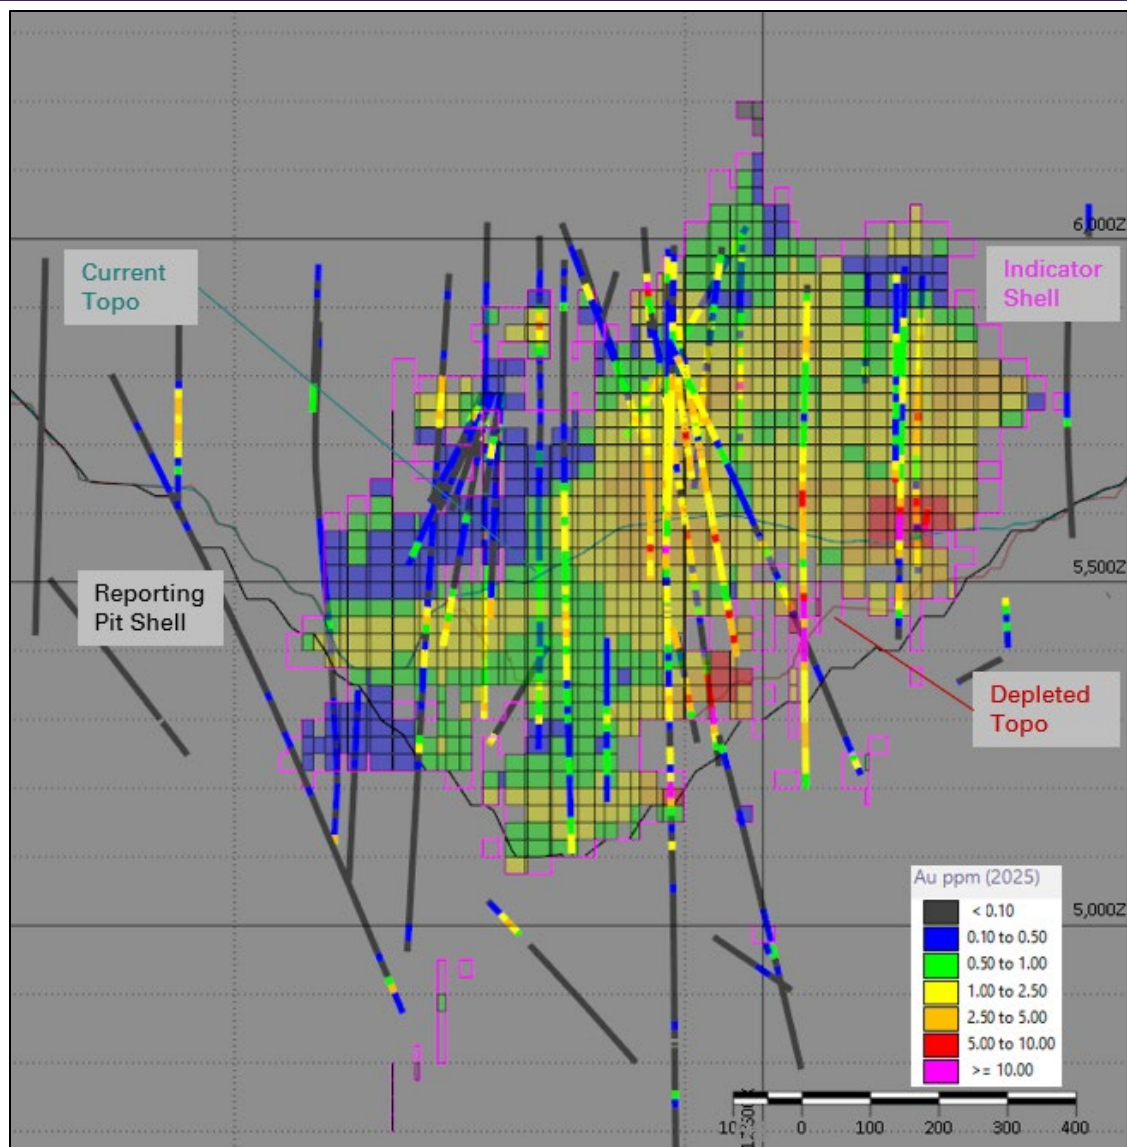 6,000Z
Current
Topo
Indicator
Shell
5,500Z
Reporting
Pit Shell
Depleted
Topo
Au ppm (2025)
< 0.10
5,000Z
0.10 to 0.50
0.50 to 1.00
1.00 to 2.50
2.50 to 5.00
5.00 to 10.00
>= 10.00
0
100
200
300
400